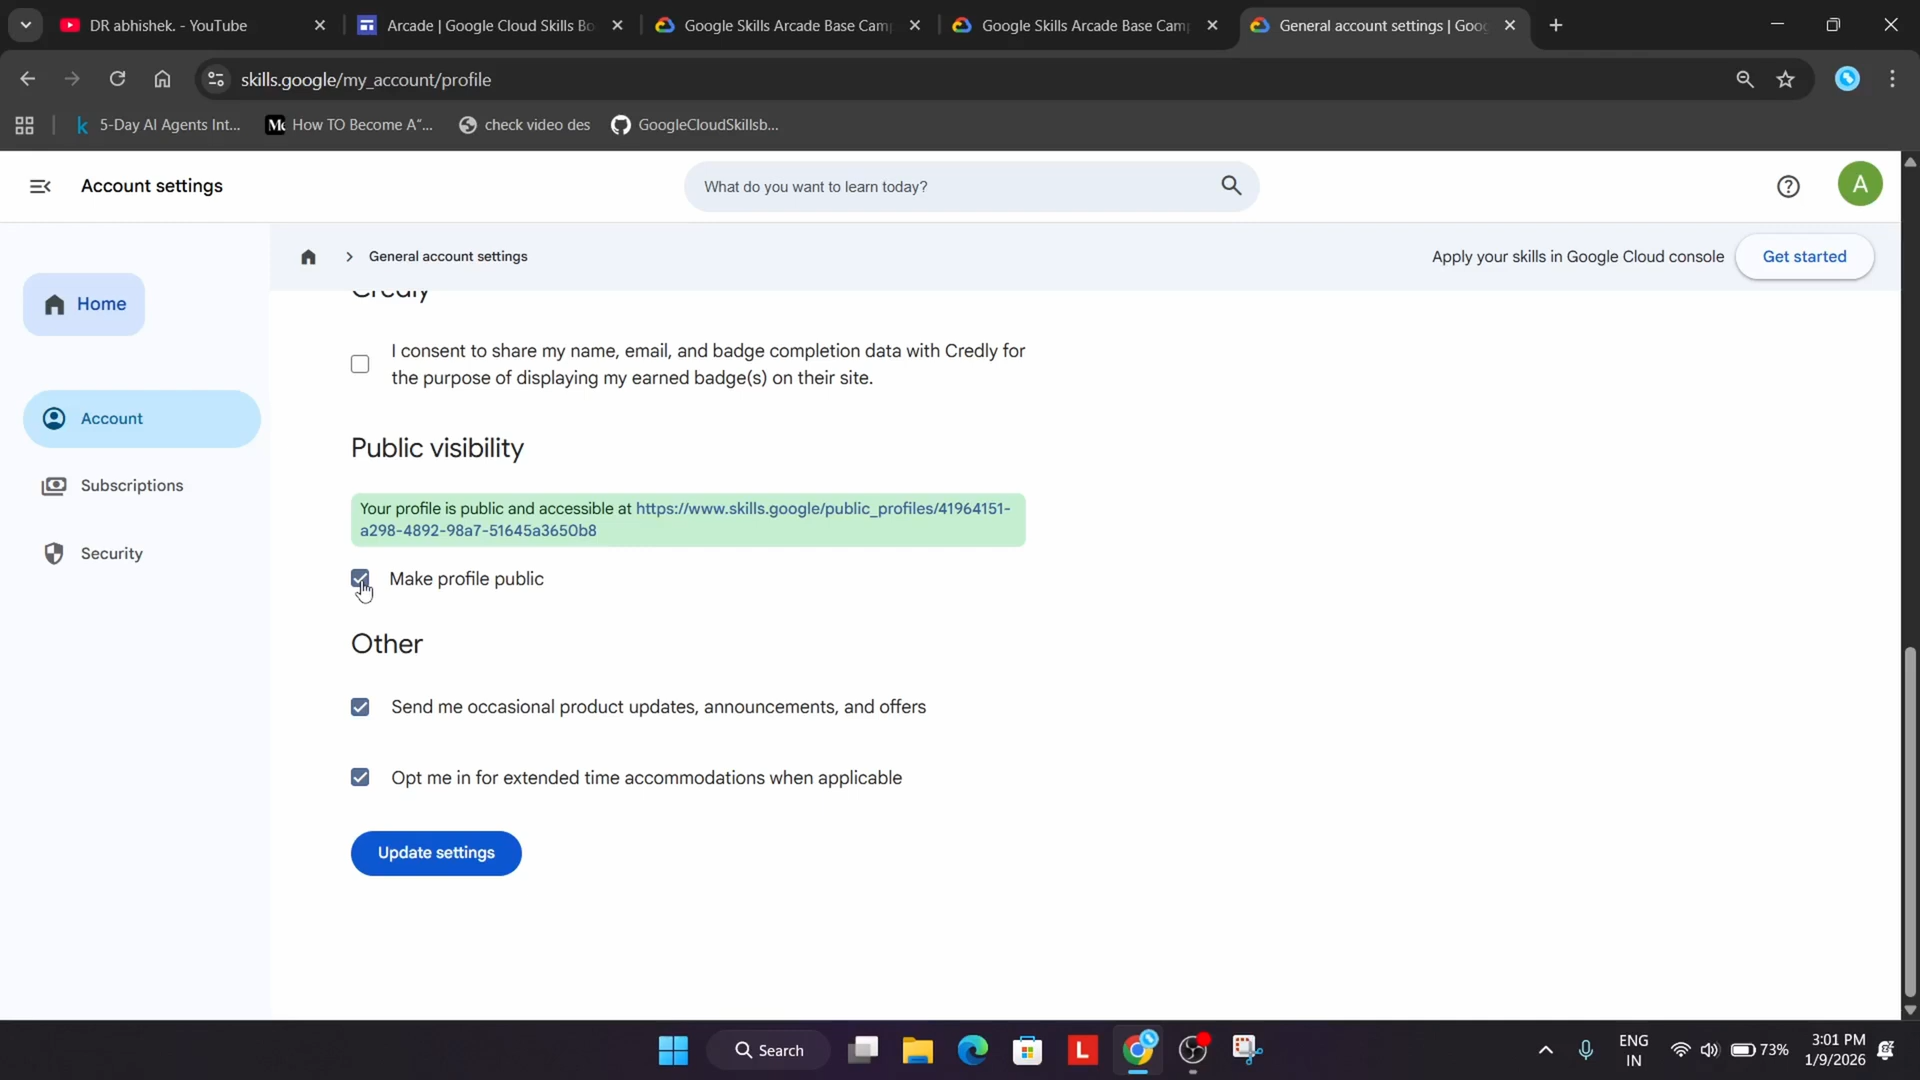 DR abhishek. - YouTube
Arcade | Google Cloud Skills Bo
Google Skills Arcade Base Camp
Google Skills Arcade Base Camp
General account settings | Goog
skills.google/my_account/profile
5-Day AI Agents Int...
How TO Become A“...
check video des
GoogleCloudSkillsb...
Account settings
What do you want to learn today?
A
General account settings
Apply your skills in Google Cloud console
Get started
Home
Account
Subscriptions
Security
Credly
I consent to share my name, email, and badge completion data with Credly for
the purpose of displaying my earned badge(s) on their site.
Public visibility
Your profile is public and accessible at https://www.skills.google/public_profiles/41964151-
a298-4892-98a7-51645a3650b8
Make profile public
Other
Send me occasional product updates, announcements, and offers
Opt me in for extended time accommodations when applicable
Update settings
Search
L
ENG
IN
73%
3:01 PM
1/9/2026